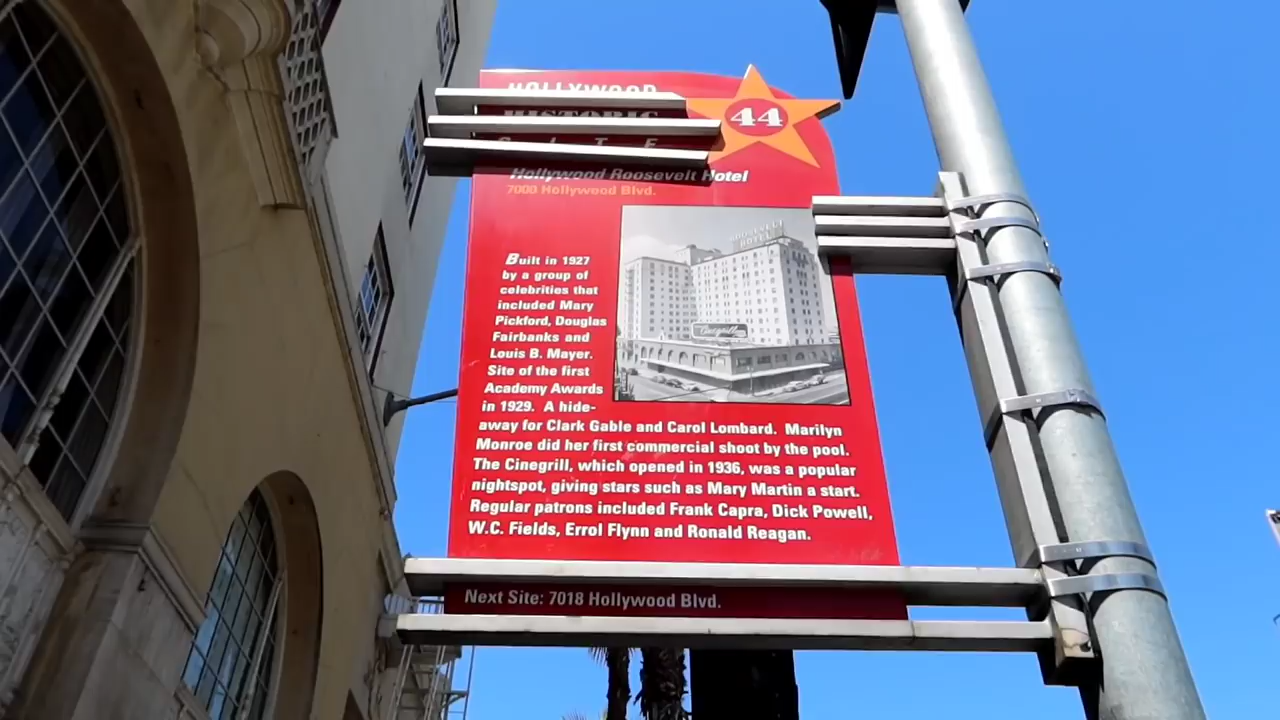 HOLLYWOOD
HISTORIC
S I T E
44
Hollywood Roosevelt Hotel
7000 Hollywood Blvd.
ROOSEVELT
HOTEL
Cinegrill
Built in 1927
by a group of
celebrities that
included Mary
Pickford, Douglas
Fairbanks and
Louis B. Mayer.
Site of the first
Academy Awards
in 1929. A hide-
away for Clark Gable and Carol Lombard. Marilyn
Monroe did her first commercial shoot by the pool.
The Cinegrill, which opened in 1936, was a popular
nightspot, giving stars such as Mary Martin a start.
Regular patrons included Frank Capra, Dick Powell,
W.C. Fields, Errol Flynn and Ronald Reagan.
Next Site: 7018 Hollywood Blvd.